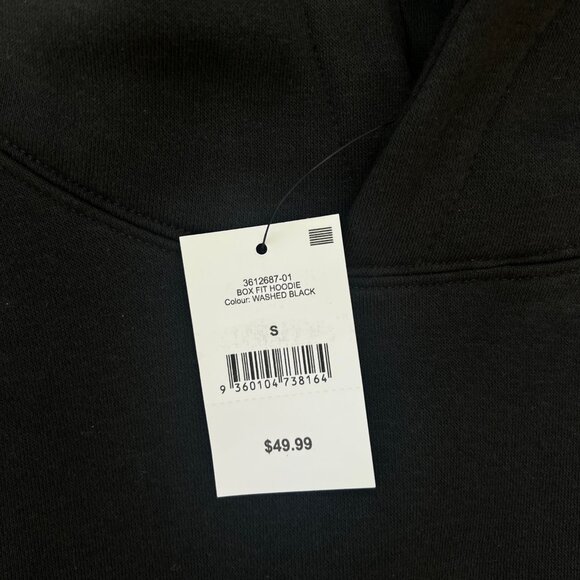 3612687-01
BOX FIT HOODIE
Colour: WASHED BLACK
S
9 360104 738164
$49.99